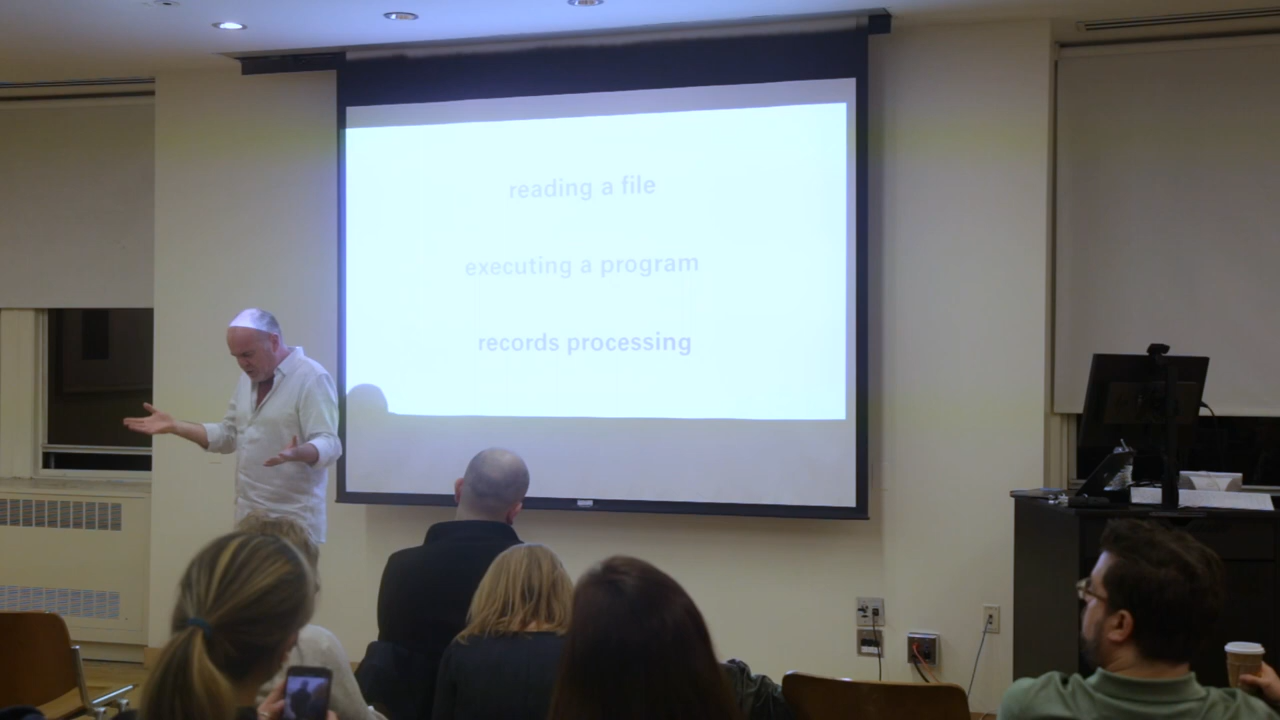 reading a file
executing a program
records processing